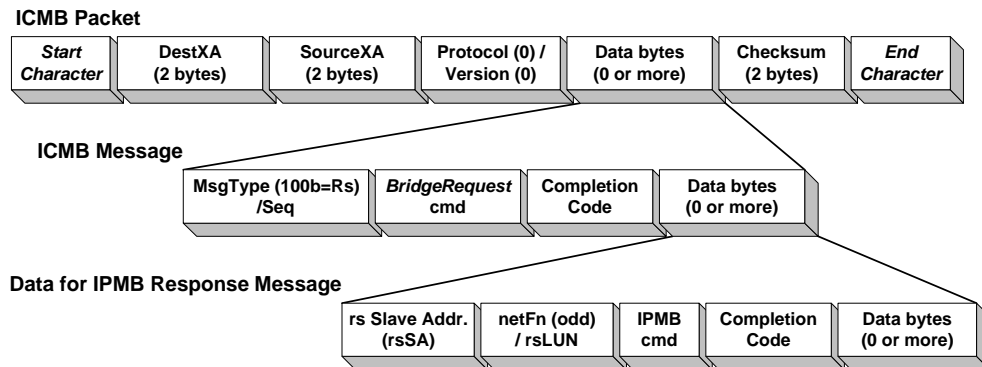 ICMB Packet
Start Character
DestXA (2 bytes)
SourceXA (2 bytes)
Protocol (0) / Version (0)
Data bytes (0 or more)
Checksum (2 bytes)
End Character
ICMB Message
MsgType (100b=Rs) /Seq
BridgeRequest cmd
Completion Code
Data bytes (0 or more)
Data for IPMB Response Message
rs Slave Addr. (rsSA)
netFn (odd) / rsLUN
IPMB cmd
Completion Code
Data bytes (0 or more)